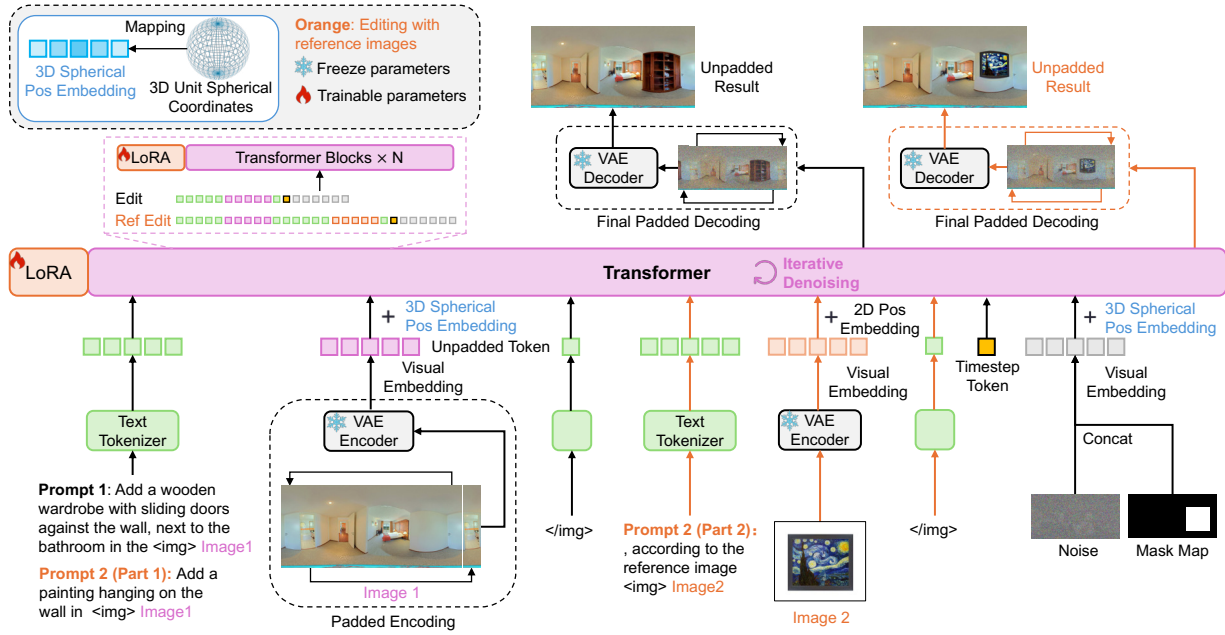 Mapping
3D Spherical
Pos Embedding
3D Unit Spherical
Coordinates
Orange: Editing with
reference images
Freeze parameters
Trainable parameters
LoRA
Transformer Blocks × N
Edit
Ref Edit
Unpadded
Result
VAE
Decoder
Final Padded Decoding
Unpadded
Result
VAE
Decoder
Final Padded Decoding
LoRA
Transformer
Iterative
Denoising
+ 3D Spherical
Pos Embedding
Unpadded Token
Visual
Embedding
+ 2D Pos
Embedding
Visual
Embedding
Timestep
Token
+ 3D Spherical
Pos Embedding
Visual
Embedding
Text
Tokenizer
VAE
Encoder
Text
Tokenizer
VAE
Encoder
Concat
Prompt 1: Add a wooden
wardrobe with sliding doors
against the wall, next to the
bathroom in the <img> Image1
Prompt 2 (Part 1): Add a
painting hanging on the
wall in <img> Image1
Image 1
Padded Encoding
</img>
Prompt 2 (Part 2):
, according to the
reference image
<img> Image2
Image 2
</img>
Noise
Mask Map